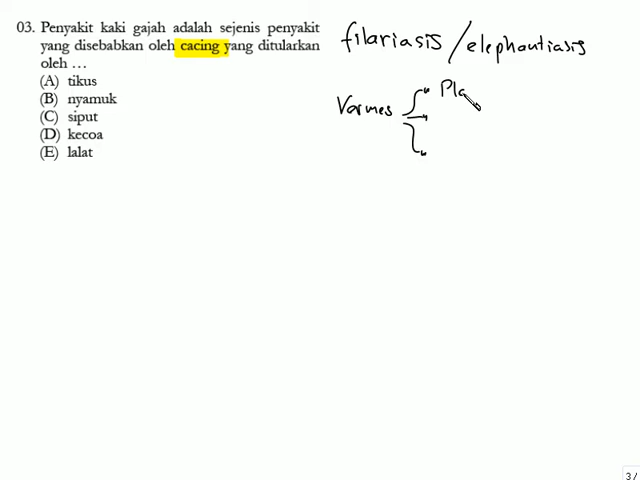 03. Penyakit kaki gajah adalah sejenis penyakit
yang disebabkan oleh cacing yang ditularkan
oleh …
(A) tikus
(B) nyamuk
(C) siput
(D) kecoa
(E) lalat
filariasis / elephantiasis
Vermes
Pla
3/